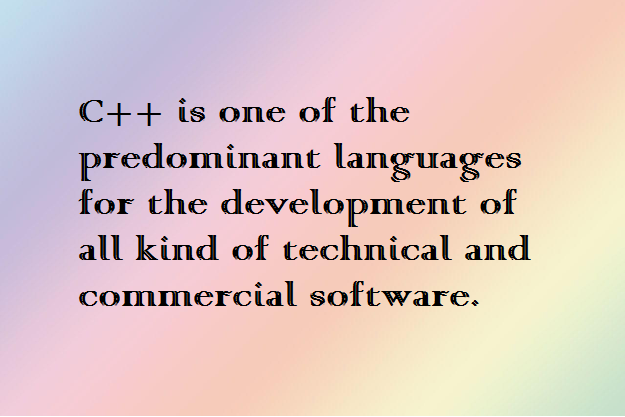 C++ is one of the
predominant languages
for the development of
all kind of technical and
commercial software.